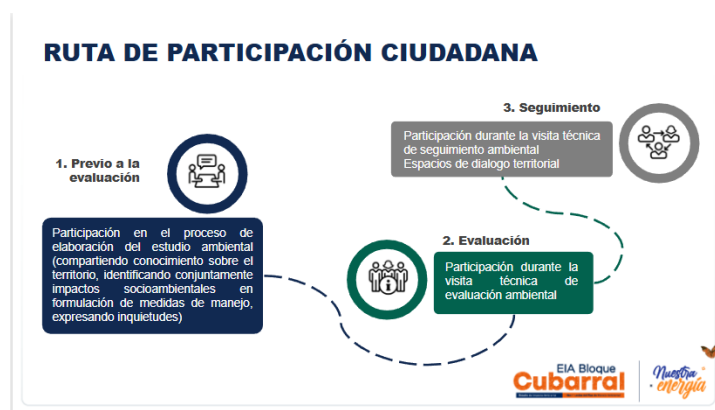 RUTA DE PARTICIPACIÓN CIUDADANA
1. Previo a la
evaluación
Participación en el proceso de
elaboración del estudio ambiental
(compartiendo conocimiento sobre el
territorio, identificando conjuntamente
impactos socioambientales en
formulación de medidas de manejo,
expresando inquietudes)
2. Evaluación
Participación durante la
visita técnica de
evaluación ambiental
3. Seguimiento
Participación durante la visita técnica
de seguimiento ambiental
Espacios de dialogo territorial
EIA Bloque
Cubarral
Nuestra
energía